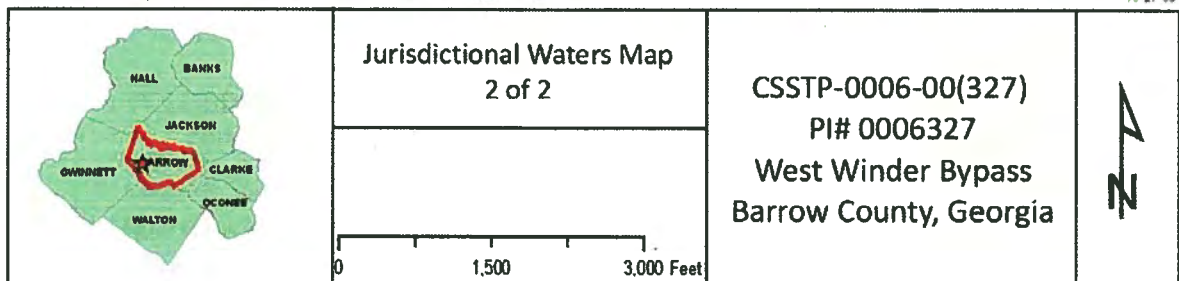 HALL
BANKS
JACKSON
GWINNETT
ARROW
CLARKE
OCONEE
WALTON
Jurisdictional Waters Map
2 of 2
0 1,500 3,000 Feet
CSSTP-0006-00(327)
PI# 0006327
West Winder Bypass
Barrow County, Georgia
N